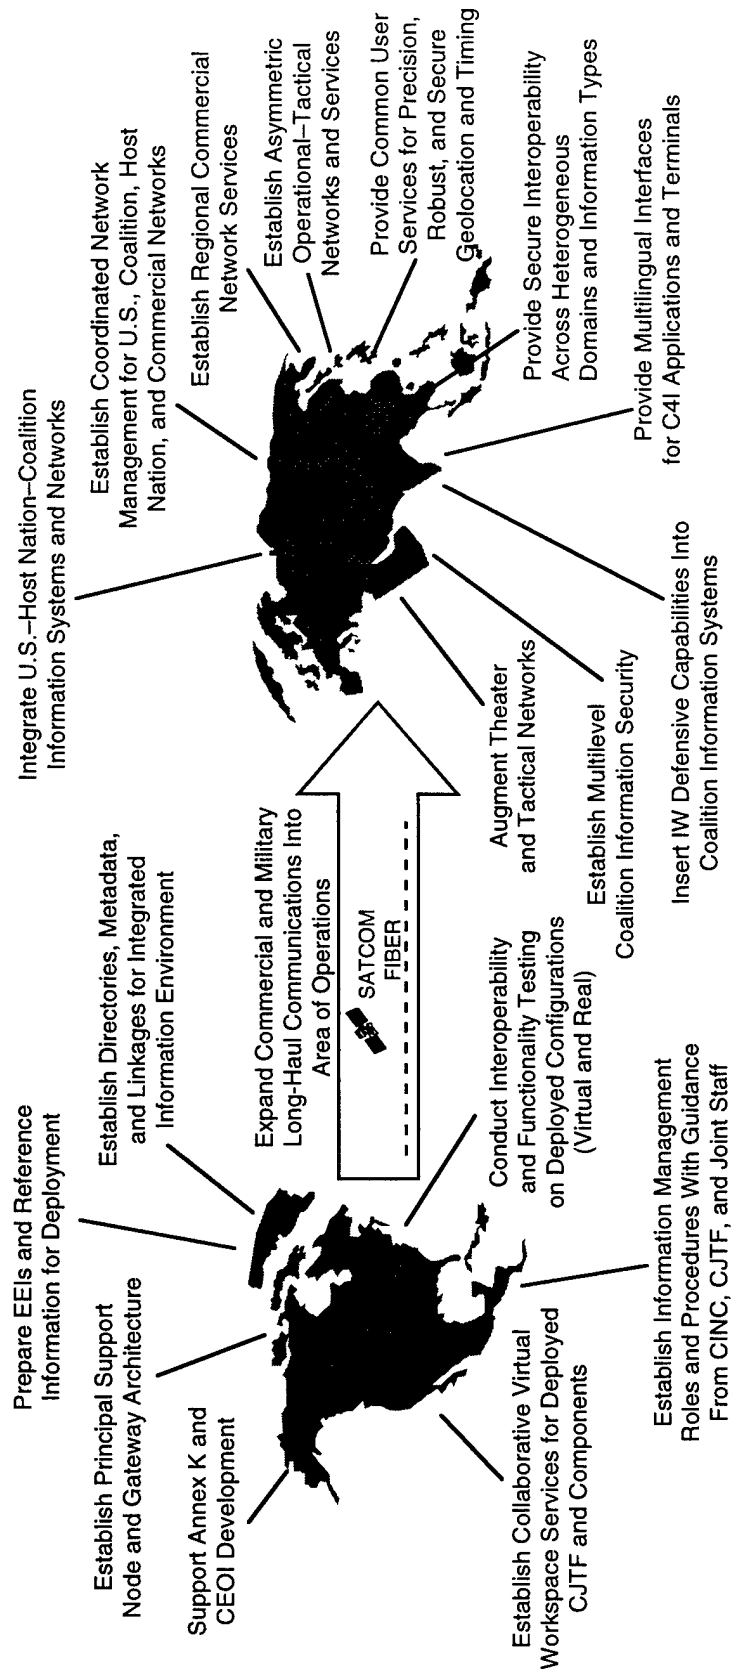 Prepare EEIs and Reference
Information for Deployment
Establish Principal Support
Node and Gateway Architecture
Support Annex K and
CEOI Development
Establish Directories, Metadata,
and Linkages for Integrated
Information Environment
Expand Commercial and Military
Long-Haul Communications Into
Area of Operations
SATCOM
FIBER
Conduct Interoperability
and Functionality Testing
on Deployed Configurations
(Virtual and Real)
Establish Collaborative Virtual
Workspace Services for Deployed
CJTF and Components
Establish Information Management
Roles and Procedures With Guidance
From CINC, CJTF, and Joint Staff
Integrate U.S.–Host Nation–Coalition
Information Systems and Networks
Establish Coordinated Network
Management for U.S., Coalition, Host
Nation, and Commercial Networks
Establish Regional Commercial
Network Services
Establish Asymmetric
Operational–Tactical
Networks and Services
Provide Common User
Services for Precision,
Robust, and Secure
Geolocation and Timing
Provide Secure Interoperability
Across Heterogeneous
Domains and Information Types
Provide Multilingual Interfaces
for C4I Applications and Terminals
Augment Theater
and Tactical Networks
Establish Multilevel
Coalition Information Security
Insert IW Defensive Capabilities Into
Coalition Information Systems